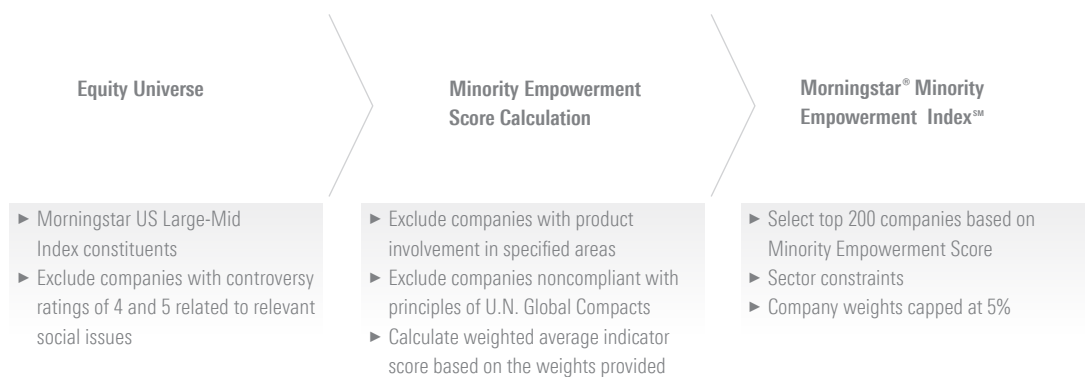 Equity Universe
Minority Empowerment
Score Calculation
Morningstar® Minority
Empowerment Index℠
► Morningstar US Large-Mid
Index constituents
► Exclude companies with controversy
ratings of 4 and 5 related to relevant
social issues
► Exclude companies with product
involvement in specified areas
► Exclude companies noncompliant with
principles of U.N. Global Compacts
► Calculate weighted average indicator
score based on the weights provided
► Select top 200 companies based on
Minority Empowerment Score
► Sector constraints
► Company weights capped at 5%